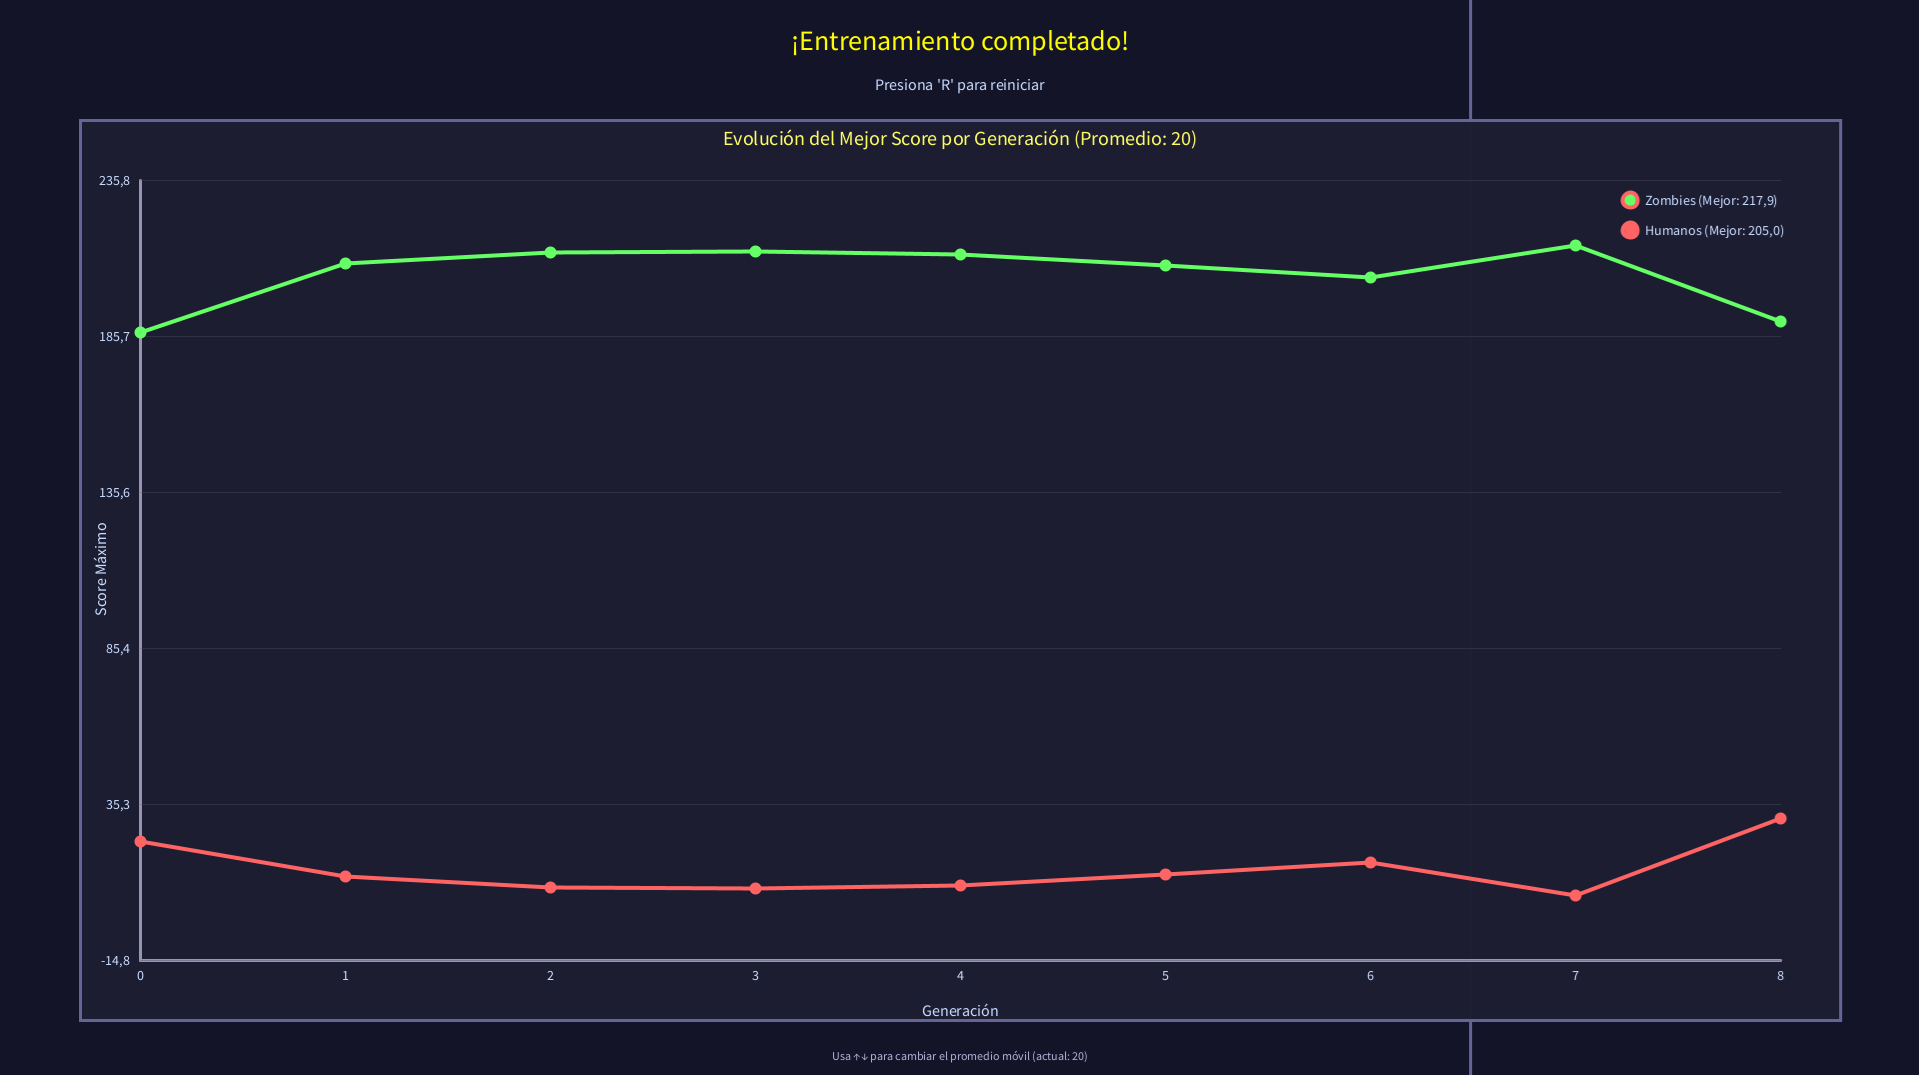 ¡Entrenamiento completado!
Presiona 'R' para reiniciar
Evolución del Mejor Score por Generación (Promedio: 20)
235,8
Zombies (Mejor: 217,9)
Humanos (Mejor: 205,0)
185,7
135,6
Score Máximo
85,4
35,3
-14,8
0 1 2 3 4 5 6 7 8
Generación
Usa ↑↓ para cambiar el promedio móvil (actual: 20)